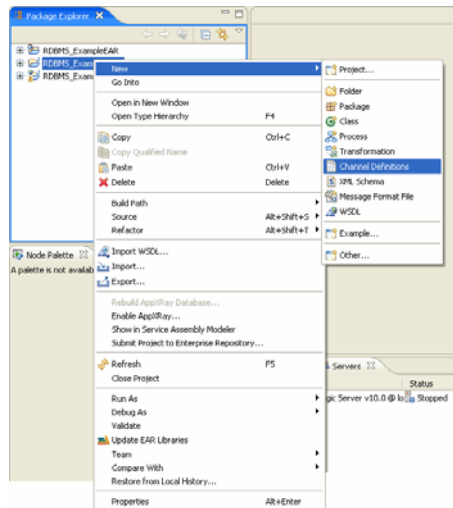 Package Explorer
RDBMS_ExampleEAR
RDBMS_Exam
RDBMS_Exam
New
Go Into
Open in New Window
Open Type Hierarchy F4
Copy Ctrl+C
Copy Qualified Name
Paste Ctrl+V
Delete Delete
Build Path
Source Alt+Shift+S
Refactor Alt+Shift+T
Import WSDL...
Import...
Export...
Rebuild AppXRay Database...
Enable AppXRay...
Show in Service Assembly Modeler
Submit Project to Enterprise Repository...
Refresh F5
Close Project
Run As
Debug As
Validate
Update EAR Libraries
Team
Compare With
Restore from Local History...
Properties Alt+Enter
Project...
Folder
Package
Class
Process
Transformation
Channel Definitions
XML Schema
Message Format File
WSDL
Example...
Other...
Node Palette
A palette is not availab
Servers
Status
gic Server v10.0 @ lo Stopped